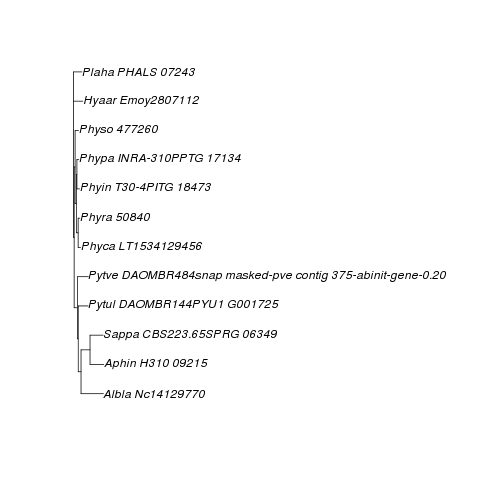 Plaha PHALS 07243
Hyaar Emoy2807112
Physo 477260
Phypa INRA-310PPTG 17134
Phyin T30-4PITG 18473
Phyra 50840
Phyca LT1534129456
Pytve DAOMBR484snap masked-pve contig 375-abinit-gene-0.20
Pytul DAOMBR144PYU1 G001725
Sappa CBS223.65SPRG 06349
Aphin H310 09215
Albla Nc14129770